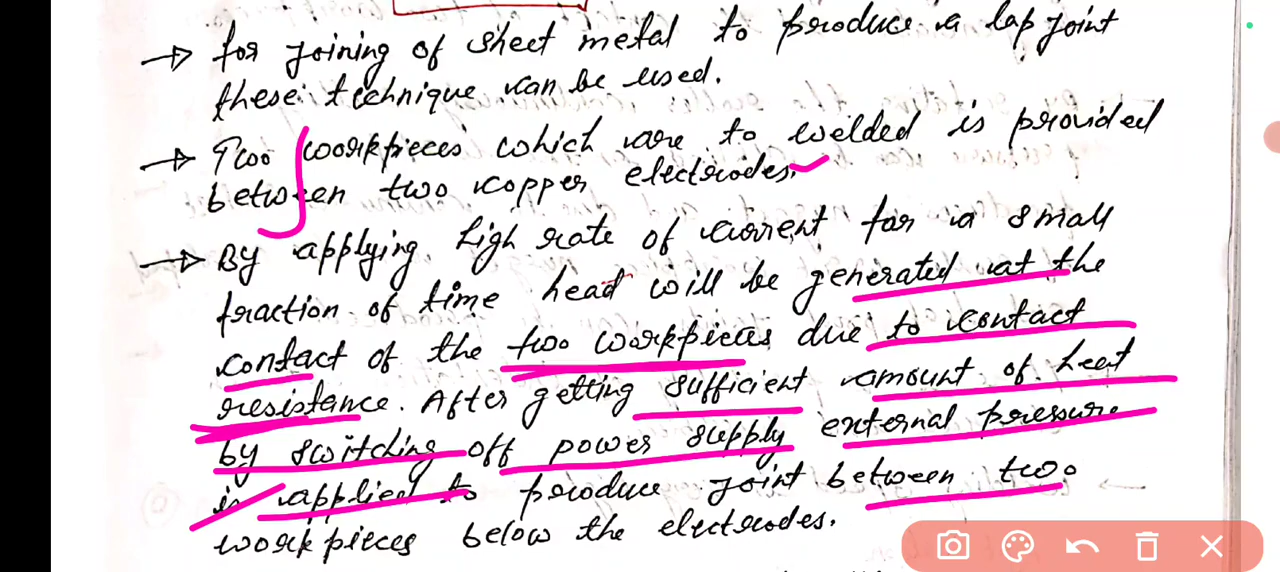 → for joining of sheet metal to produce a lap joint
these technique can be used.
→ Two workpieces which are to welded is provided
between two copper electrodes.
→ By applying high rate of current for a small
fraction of time head will be generated at the
contact of the two workpieces due to contact
resistance. After getting sufficient amount of heat
by switching off power supply external pressure
is applied to produce joint between two
workpieces below the electrodes.